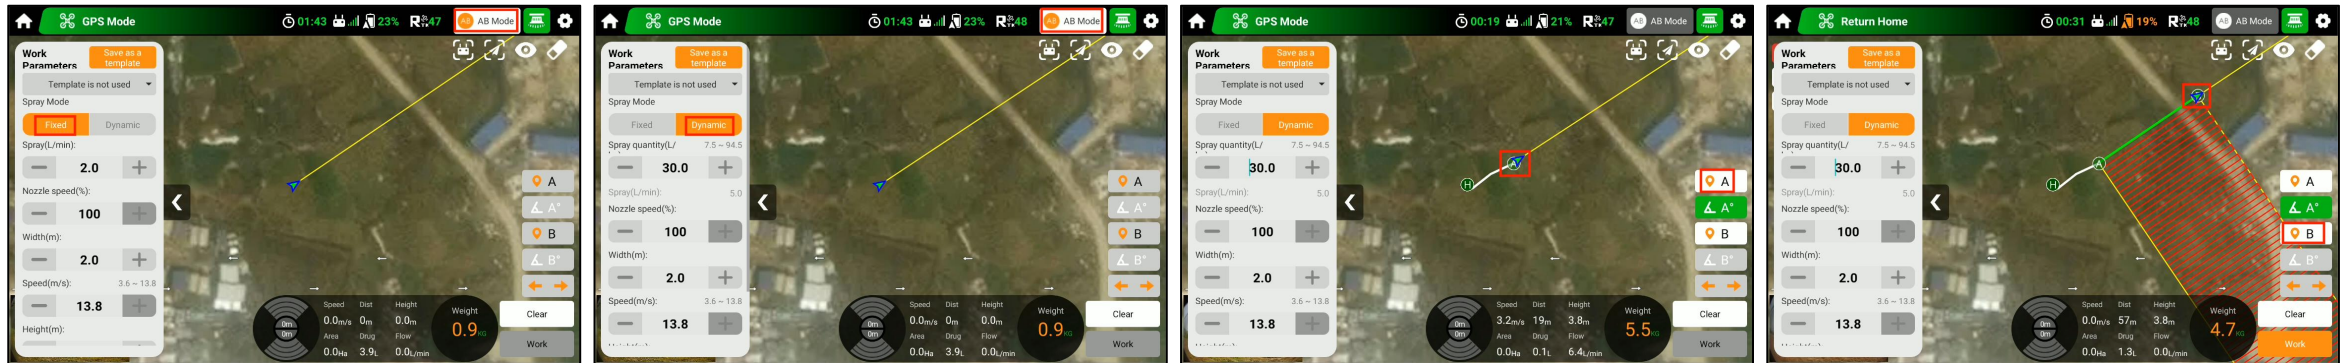 GPS Mode 01:43 23% R 47 AB AB Mode
Work Parameters Save as a template
Template is not used
Spray Mode
Fixed Dynamic
Spray(L/min):
2.0
Nozzle speed(%):
100
Width(m):
2.0
Speed(m/s): 3.6 ~ 13.8
13.8
Height(m):
A
A°
B
B°
Clear
Work
0m
0m
Speed Dist Height
0.0m/s 0m 0.0m
Area Drug Flow
0.0Ha 3.9L 0.0L/min
Weight
0.9KG
GPS Mode 01:43 23% R 48 AB AB Mode
Work Parameters Save as a template
Template is not used
Spray Mode
Fixed Dynamic
Spray quantity(L/ 7.5 ~ 94.5
30.0
Spray(L/min): 5.0
Nozzle speed(%):
100
Width(m):
2.0
Speed(m/s): 3.6 ~ 13.8
13.8
A
A°
B
B°
Clear
Work
0m
0m
Speed Dist Height
0.0m/s 0m 0.0m
Area Drug Flow
0.0Ha 3.9L 0.0L/min
Weight
0.9KG
GPS Mode 00:19 21% R 47 AB AB Mode
Work Parameters Save as a template
Template is not used
Spray Mode
Fixed Dynamic
Spray quantity(L/ 7.5 ~ 94.5
30.0
Spray(L/min): 5.0
Nozzle speed(%):
100
Width(m):
2.0
Speed(m/s): 3.6 ~ 13.8
13.8
A
H
A
A°
B
B°
Clear
Work
0m
0m
Speed Dist Height
3.2m/s 19m 3.8m
Area Drug Flow
0.0Ha 0.1L 6.4L/min
Weight
5.5KG
Return Home 00:31 19% R 48 AB AB Mode
Work Parameters Save as a template
Template is not used
Spray Mode
Fixed Dynamic
Spray quantity(L/ 7.5 ~ 94.5
30.0
Spray(L/min): 5.0
Nozzle speed(%):
100
Width(m):
2.0
Speed(m/s): 3.6 ~ 13.8
13.8
A
H
A
A°
B
B°
Clear
Work
0m
0m
Speed Dist Height
0.0m/s 57m 3.8m
Area Drug Flow
0.0Ha 1.3L 0.0L/min
Weight
4.7KG